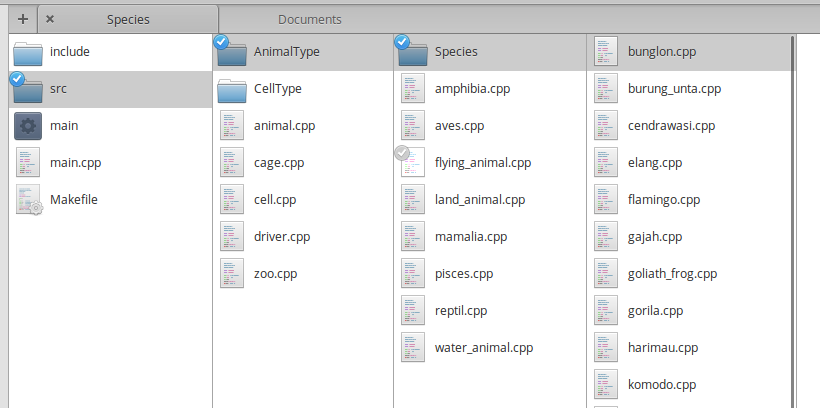 Species
Documents
include
src
main
main.cpp
Makefile
AnimalType
CellType
animal.cpp
cage.cpp
cell.cpp
driver.cpp
zoo.cpp
Species
amphibia.cpp
aves.cpp
flying_animal.cpp
land_animal.cpp
mamalia.cpp
pisces.cpp
reptil.cpp
water_animal.cpp
bunglon.cpp
burung_unta.cpp
cendrawasi.cpp
elang.cpp
flamingo.cpp
gajah.cpp
goliath_frog.cpp
gorila.cpp
harimau.cpp
komodo.cpp